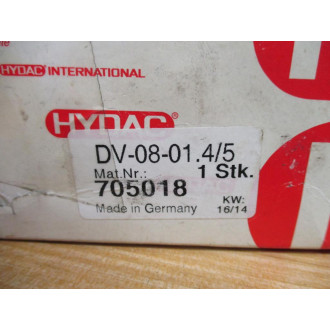 HYDAC INTERNATIONAL
HYDAC
DV-08-01.4/5
Mat.Nr.: 1 Stk.
705018
Made in Germany KW:
16/14